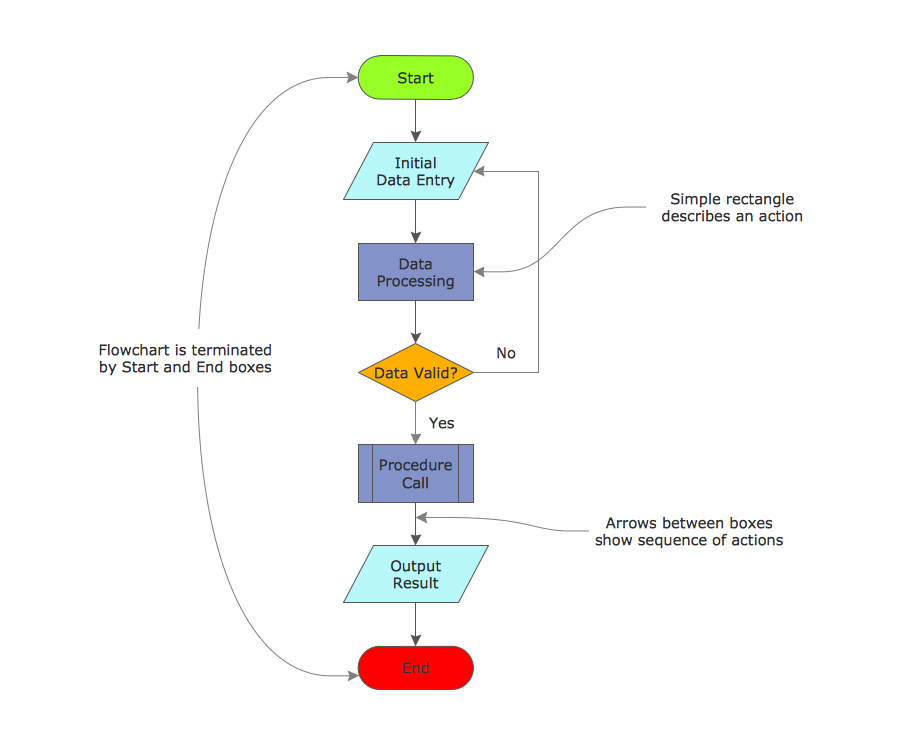 Start
Initial
Data Entry
Simple rectangle
describes an action
Data
Processing
Flowchart is terminated
by Start and End boxes
No
Data Valid?
Yes
Procedure
Call
Arrows between boxes
show sequence of actions
Output
Result
End